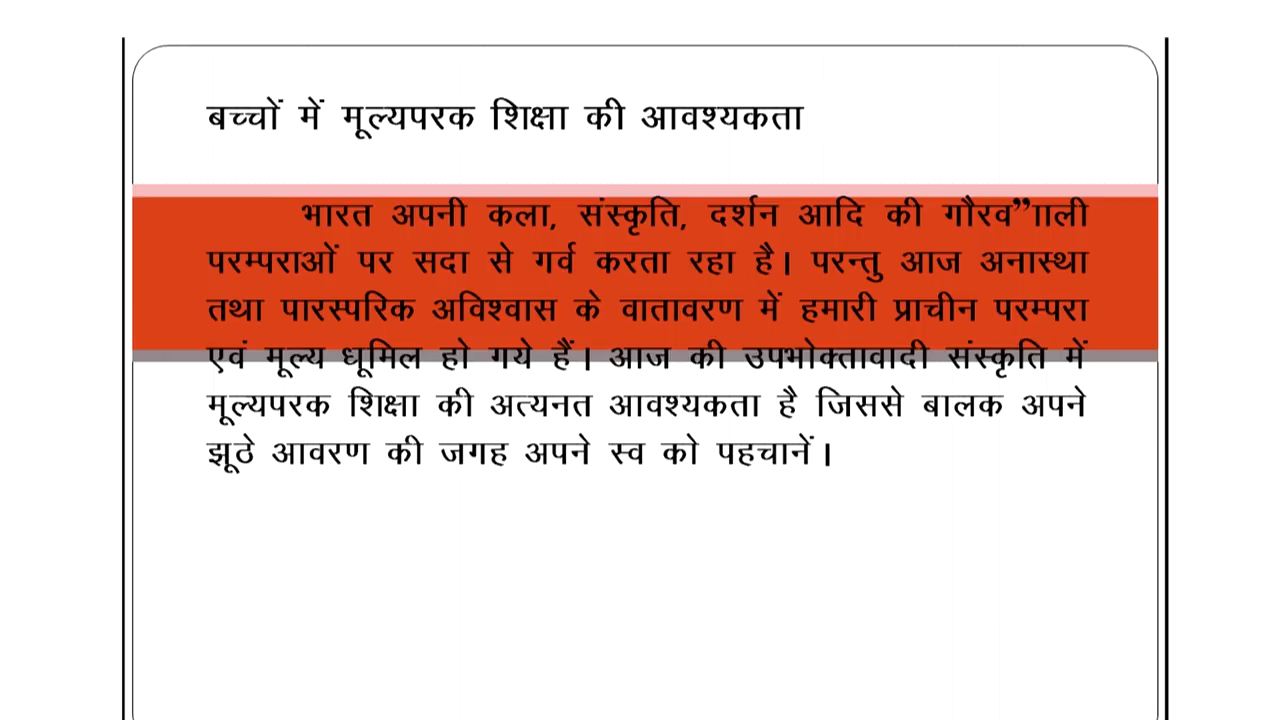 बच्चों में मूल्यपरक शिक्षा की आवश्यकता
भारत अपनी कला, संस्कृति, दर्शन आदि की गौरव”ााली
परम्पराओं पर सदा से गर्व करता रहा है। परन्तु आज अनास्था
तथा पारस्परिक अविश्वास के वातावरण में हमारी प्राचीन परम्परा
एवं मूल्य धूमिल हो गये हैं। आज की उपभोक्तावादी संस्कृति में
मूल्यपरक शिक्षा की अत्यनत आवश्यकता है जिससे बालक अपने
झूठे आवरण की जगह अपने स्व को पहचानें।